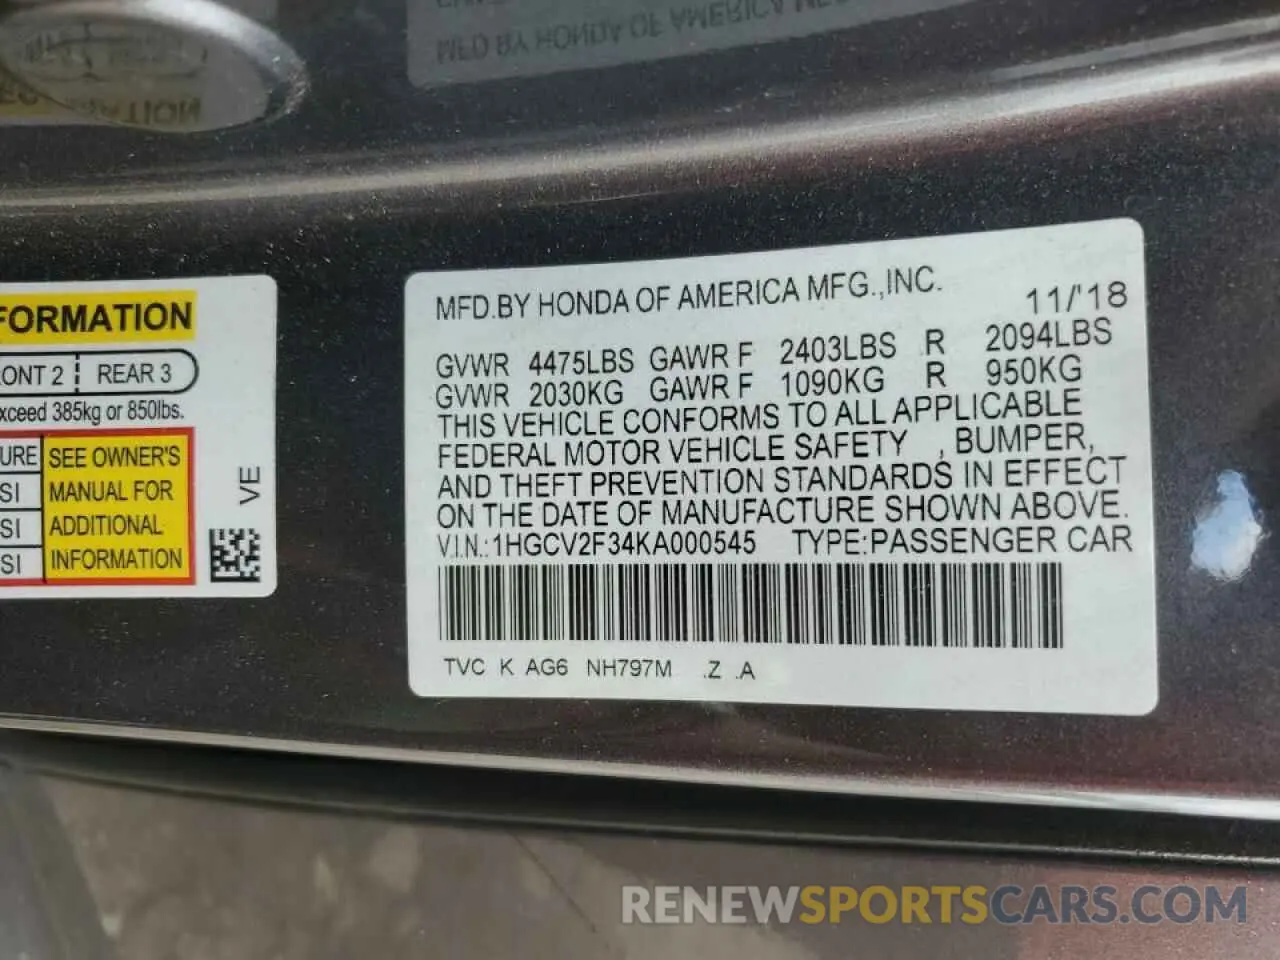 MFD BY HONDA OF AMERICA
FORMATION
ONT 2 REAR 3
xceed 385kg or 850lbs.
URE SEE OWNER'S
SI MANUAL FOR
SI ADDITIONAL
SI INFORMATION
VE
MFD.BY HONDA OF AMERICA MFG.,INC.
11/'18
GVWR 4475LBS GAWR F 2403LBS R 2094LBS
GVWR 2030KG GAWR F 1090KG R 950KG
THIS VEHICLE CONFORMS TO ALL APPLICABLE
FEDERAL MOTOR VEHICLE SAFETY , BUMPER,
AND THEFT PREVENTION STANDARDS IN EFFECT
ON THE DATE OF MANUFACTURE SHOWN ABOVE.
V.I.N.:1HGCV2F34KA000545 TYPE:PASSENGER CAR
TVC K AG6 NH797M .Z .A
RENEWSPORTSCARS.COM